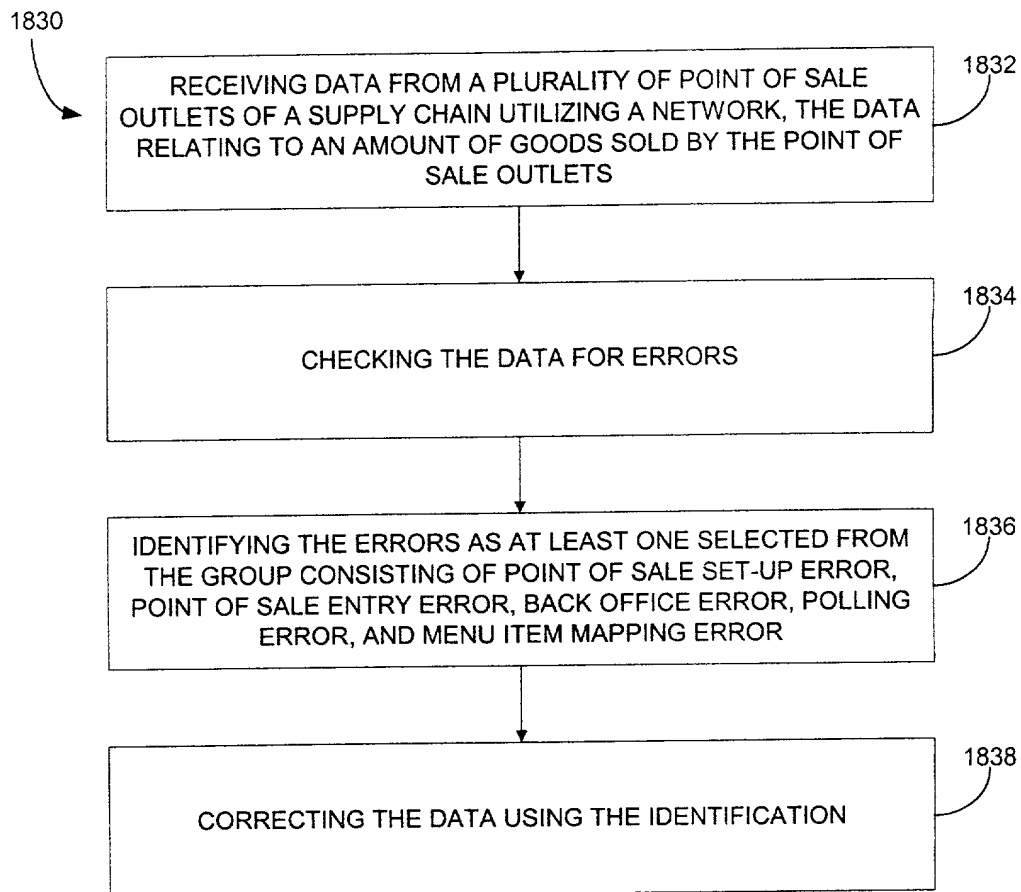 1830
RECEIVING DATA FROM A PLURALITY OF POINT OF SALE
OUTLETS OF A SUPPLY CHAIN UTILIZING A NETWORK, THE DATA
RELATING TO AN AMOUNT OF GOODS SOLD BY THE POINT OF
SALE OUTLETS
1832
CHECKING THE DATA FOR ERRORS
1834
IDENTIFYING THE ERRORS AS AT LEAST ONE SELECTED FROM
THE GROUP CONSISTING OF POINT OF SALE SET-UP ERROR,
POINT OF SALE ENTRY ERROR, BACK OFFICE ERROR, POLLING
ERROR, AND MENU ITEM MAPPING ERROR
1836
CORRECTING THE DATA USING THE IDENTIFICATION
1838